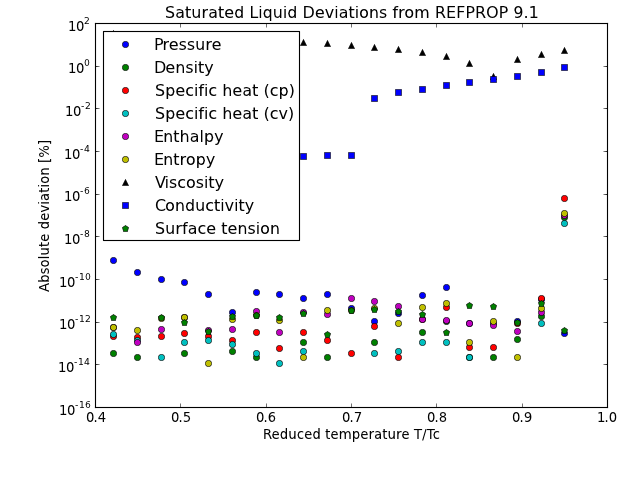 Saturated Liquid Deviations from REFPROP 9.1
10^2
10^0
10^-2
10^-4
10^-6
10^-8
10^-10
10^-12
10^-14
10^-16
Absolute deviation [%]
Pressure
Density
Specific heat (cp)
Specific heat (cv)
Enthalpy
Entropy
Viscosity
Conductivity
Surface tension
0.4 0.5 0.6 0.7 0.8 0.9 1.0
Reduced temperature T/Tc